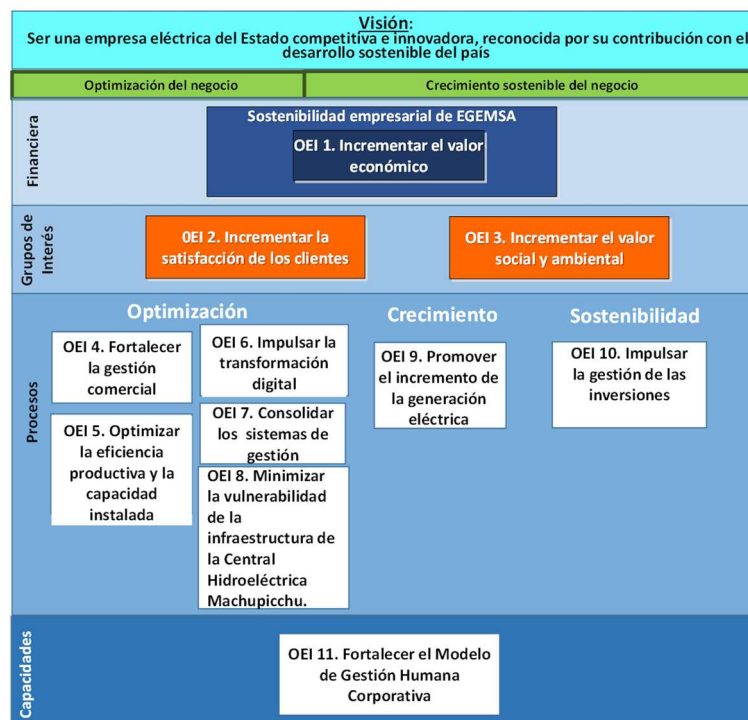 Visión:
Ser una empresa eléctrica del Estado competitiva e innovadora, reconocida por su contribución con el
desarrollo sostenible del país
Optimización del negocio
Crecimiento sostenible del negocio
Financiera
Sostenibilidad empresarial de EGEMSA
OEI 1. Incrementar el valor
económico
Grupos de
Interés
0EI 2. Incrementar la
satisfacción de los clientes
OEI 3. Incrementar el valor
social y ambiental
Procesos
Optimización
Crecimiento
Sostenibilidad
OEI 4. Fortalecer
la gestión
comercial
OEI 5. Optimizar
la eficiencia
productiva y la
capacidad
instalada
OEI 6. Impulsar la
transformación
digital
OEI 7. Consolidar
los sistemas de
gestión
OEI 8. Minimizar
la vulnerabilidad
de la
infraestructura de
la Central
Hidroeléctrica
Machupicchu.
OEI 9. Promover
el incremento de
la generación
eléctrica
OEI 10. Impulsar
la gestión de las
inversiones
Capacidades
OEI 11. Fortalecer el Modelo
de Gestión Humana
Corporativa